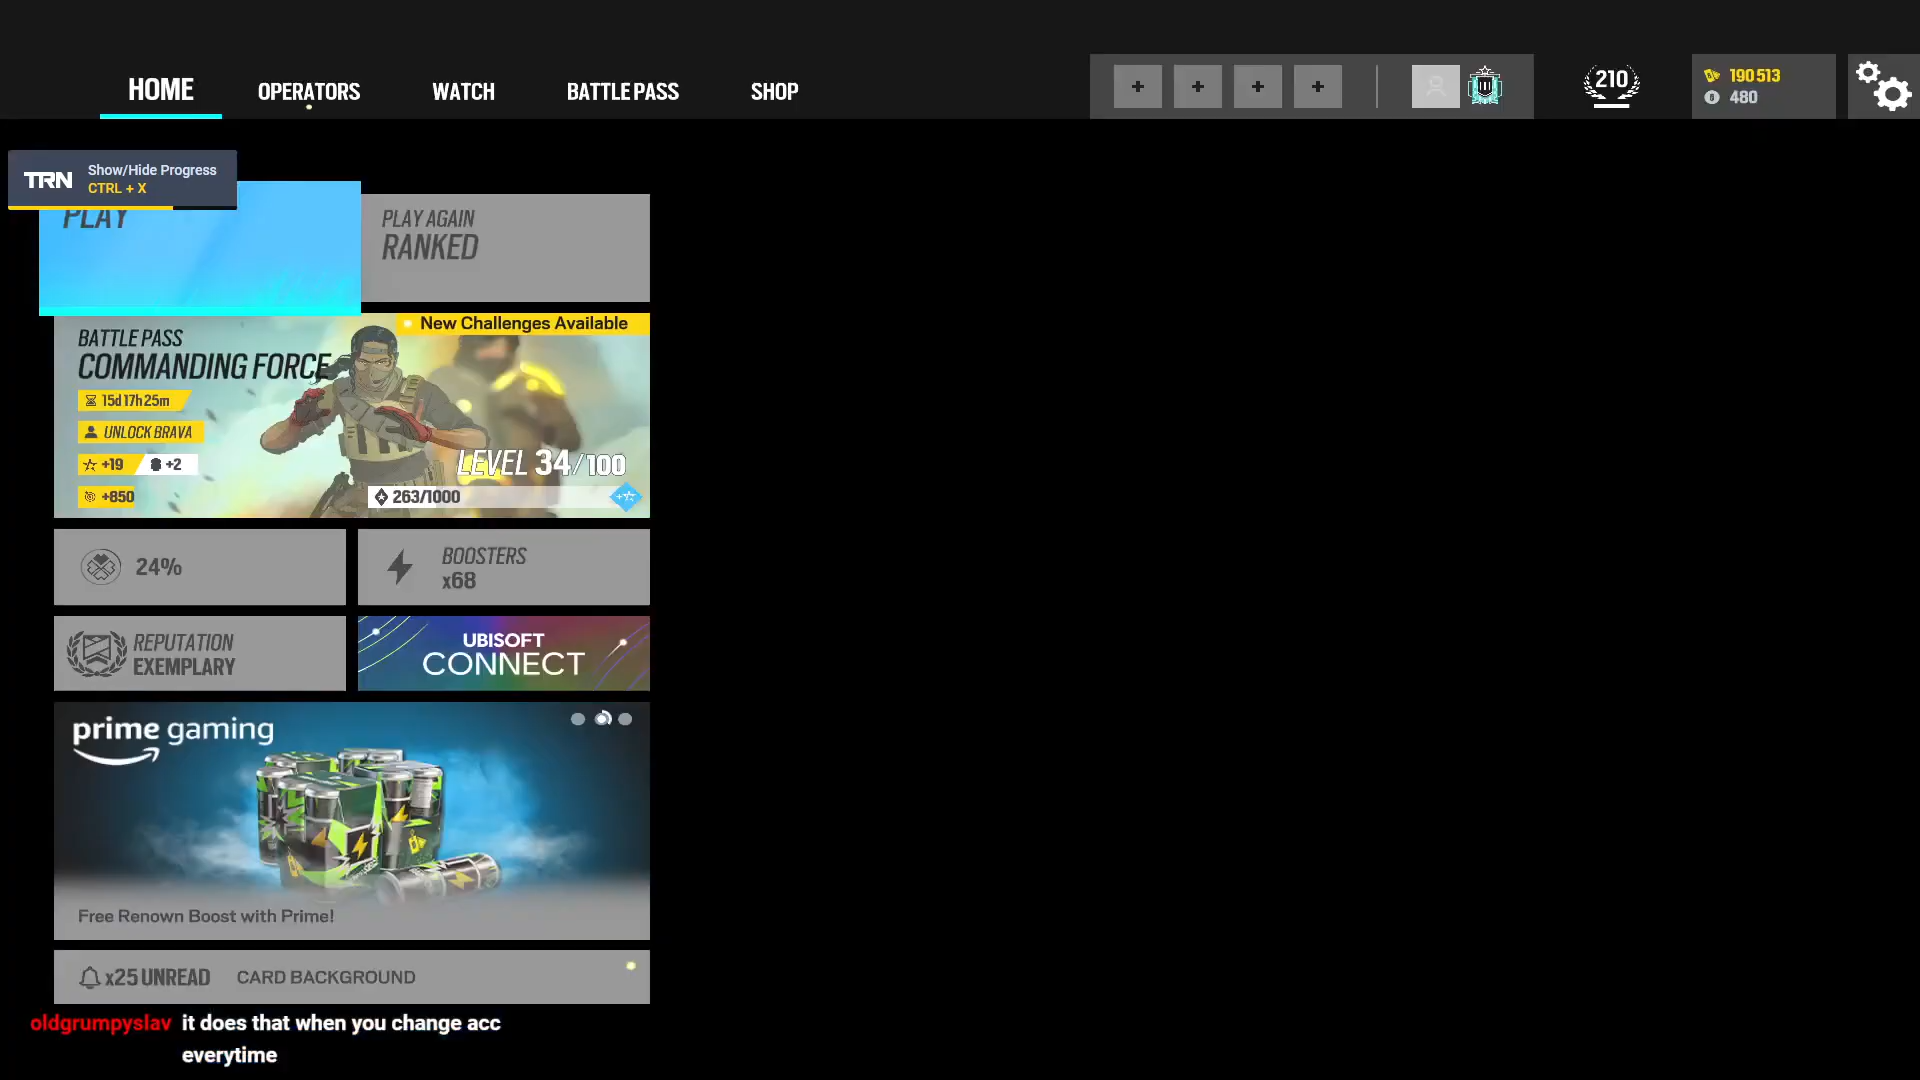 HOME
OPERATORS
WATCH
BATTLE PASS
SHOP
+
+
+
+
210
190 513
480
TRN
Show/Hide Progress
CTRL + X
PLAY
PLAY AGAIN
RANKED
New Challenges Available
BATTLE PASS
COMMANDING FORCE
15d 17h 25m
UNLOCK BRAVA
+19
+2
LEVEL 34/100
+850
263/1000
24%
BOOSTERS
x68
REPUTATION
EXEMPLARY
UBISOFT
CONNECT
prime gaming
Free Renown Boost with Prime!
x25 UNREAD
CARD BACKGROUND
oldgrumpyslav it does that when you change acc
everytime